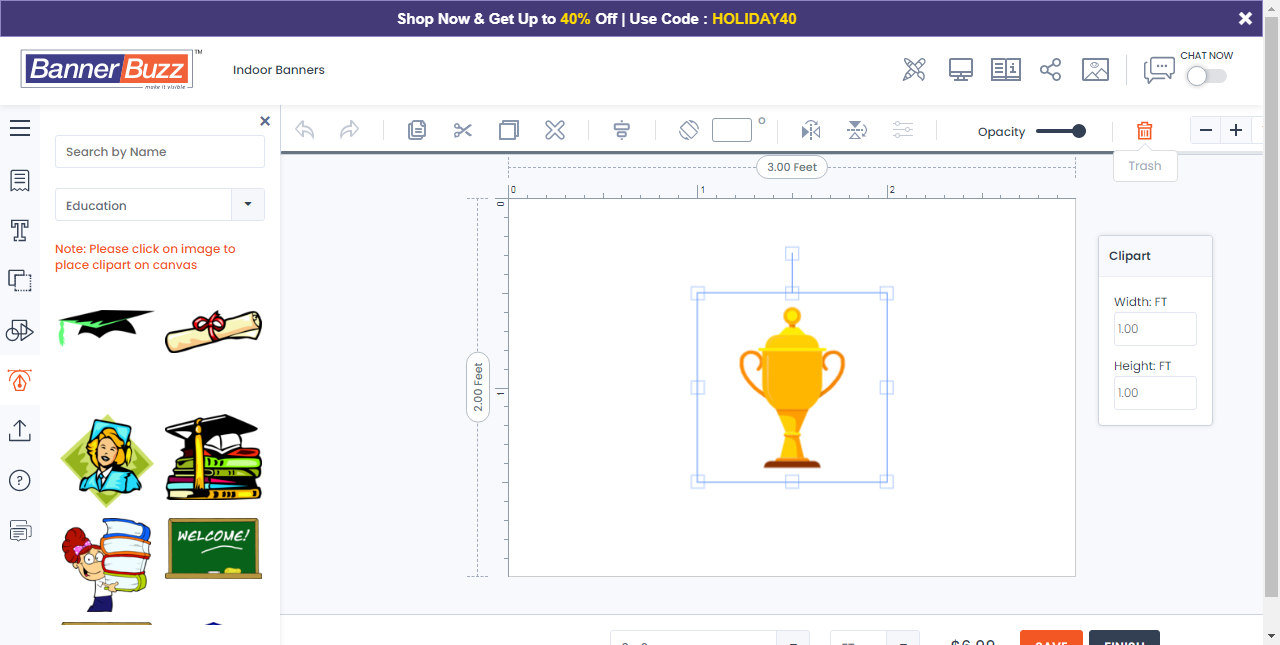 Shop Now & Get Up to 40% Off | Use Code : HOLIDAY40
BannerBuzz TM
make it visible
Indoor Banners
CHAT NOW
Search by Name
Education
Note: Please click on image to
place clipart on canvas
WELCOME!
Opacity
Trash
3.00 Feet
0 1 2
0
1
2.00 Feet
Clipart
Width: FT
1.00
Height: FT
1.00